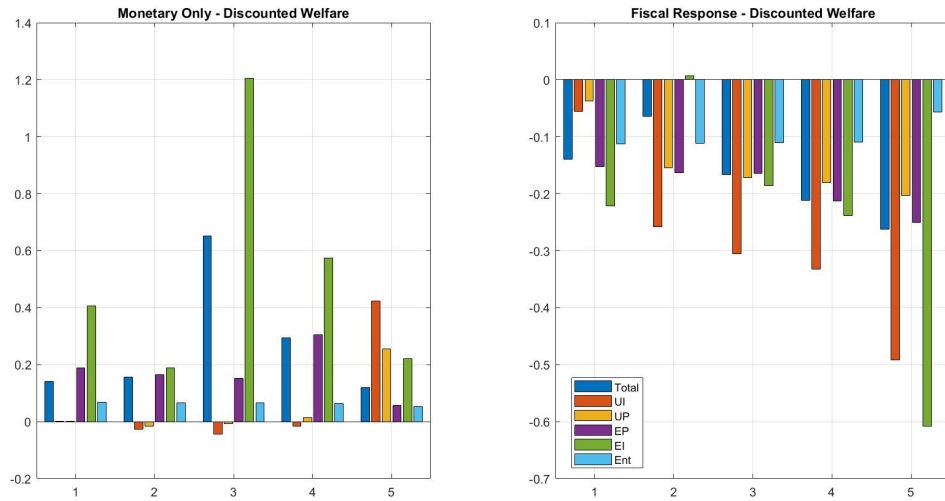 Monetary Only - Discounted Welfare
1.4
1.2
1
0.8
0.6
0.4
0.2
0
-0.2
1 2 3 4 5
Fiscal Response - Discounted Welfare
0.1
0
-0.1
-0.2
-0.3
-0.4
-0.5
-0.6
-0.7
Total
UI
UP
EP
EI
Ent
1 2 3 4 5